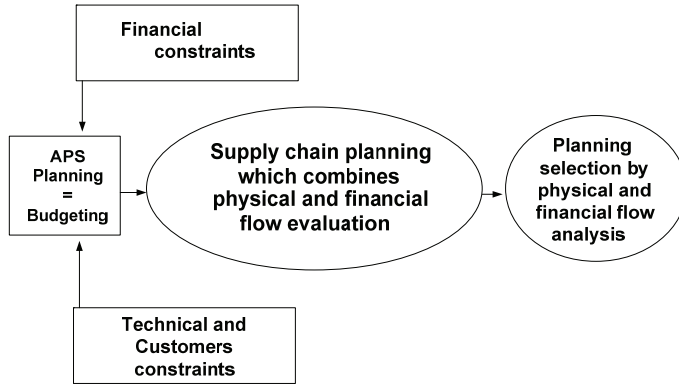 Financial
constraints
APS
Planning
=
Budgeting
Supply chain planning
which combines
physical and financial
flow evaluation
Planning
selection by
physical and
financial flow
analysis
Technical and
Customers
constraints